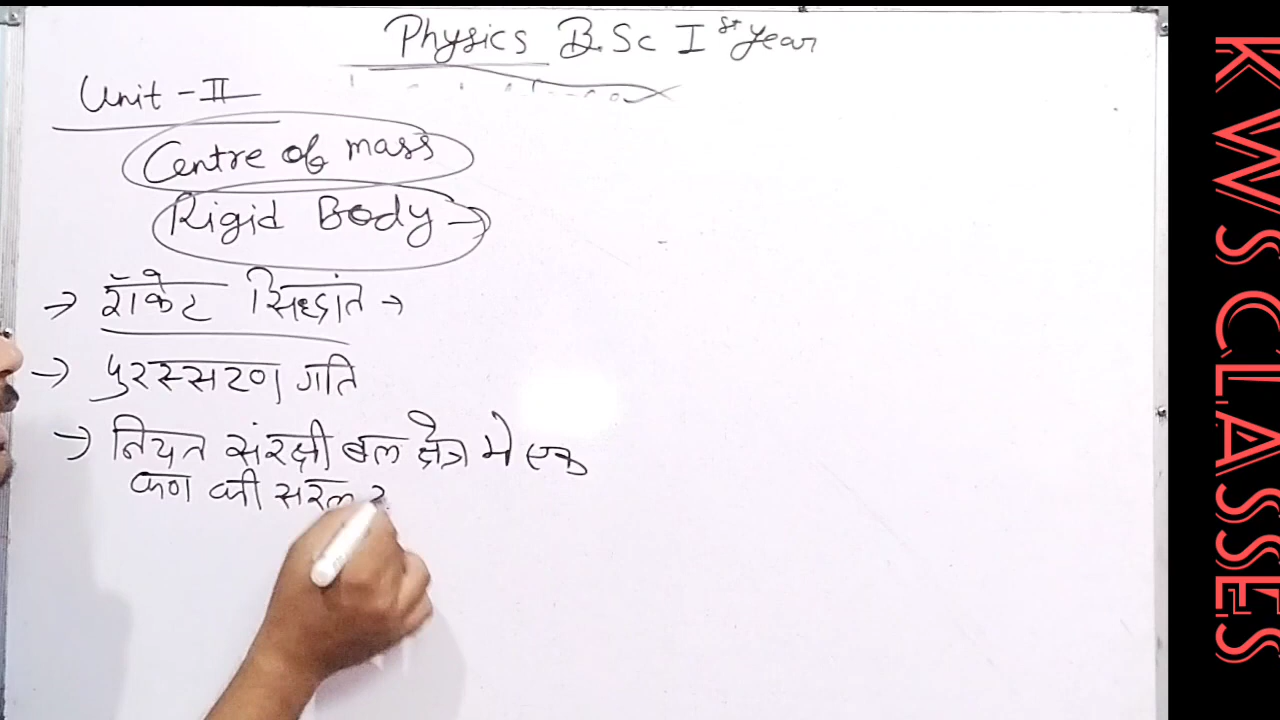 Physics B.Sc I st year
Unit - II
Centre of mass
Rigid Body →
→ रॉकेट सिद्धांत →
→ पुरस्सरण गति
→ नियत संरक्षी बल क्षेत्र मे एक
कण की सरल
KWS CLASSES